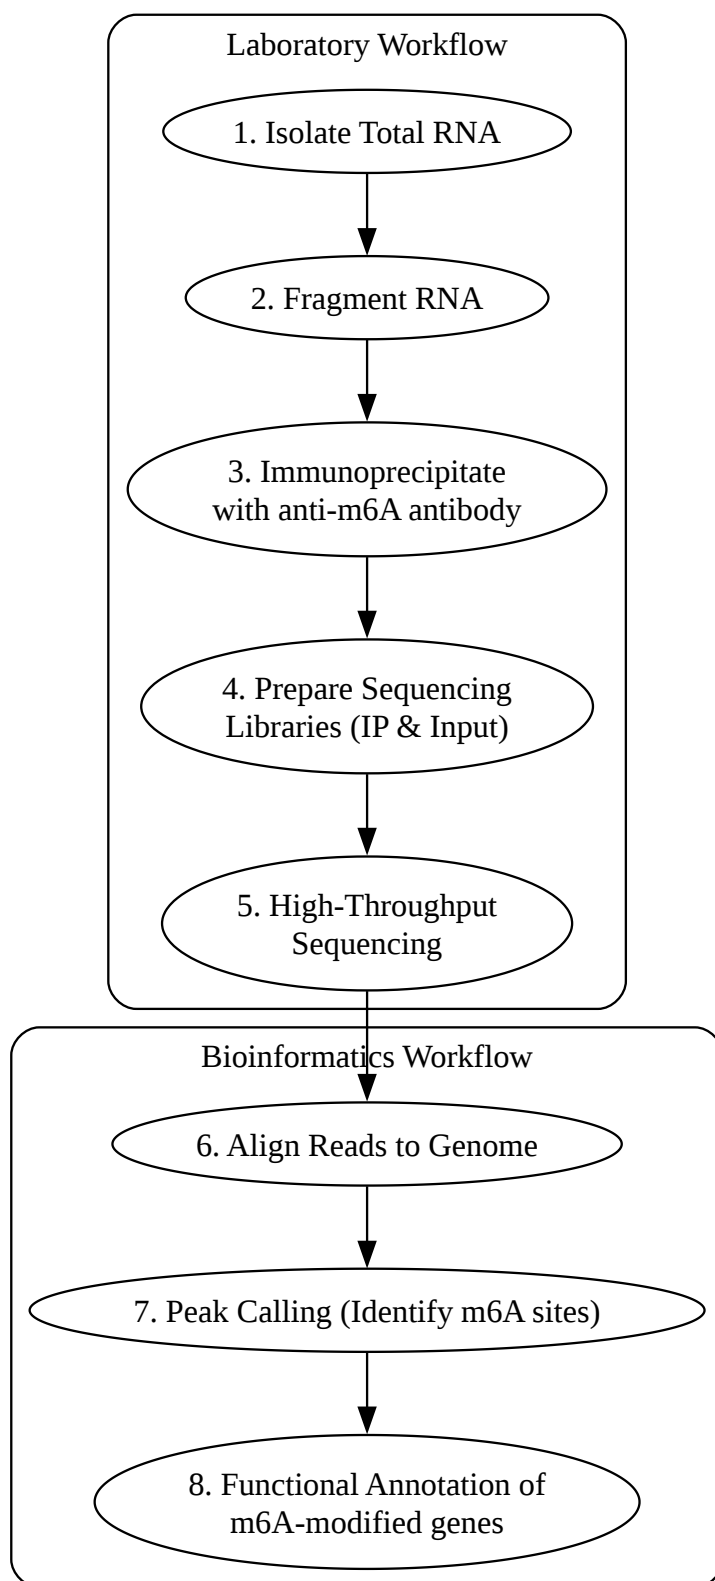 Laboratory Workflow
1. Isolate Total RNA
2. Fragment RNA
3. Immunoprecipitate
with anti-m6A antibody
4. Prepare Sequencing
Libraries (IP & Input)
5. High-Throughput
Sequencing
Bioinformatics Workflow
6. Align Reads to Genome
7. Peak Calling (Identify m6A sites)
8. Functional Annotation of
m6A-modified genes